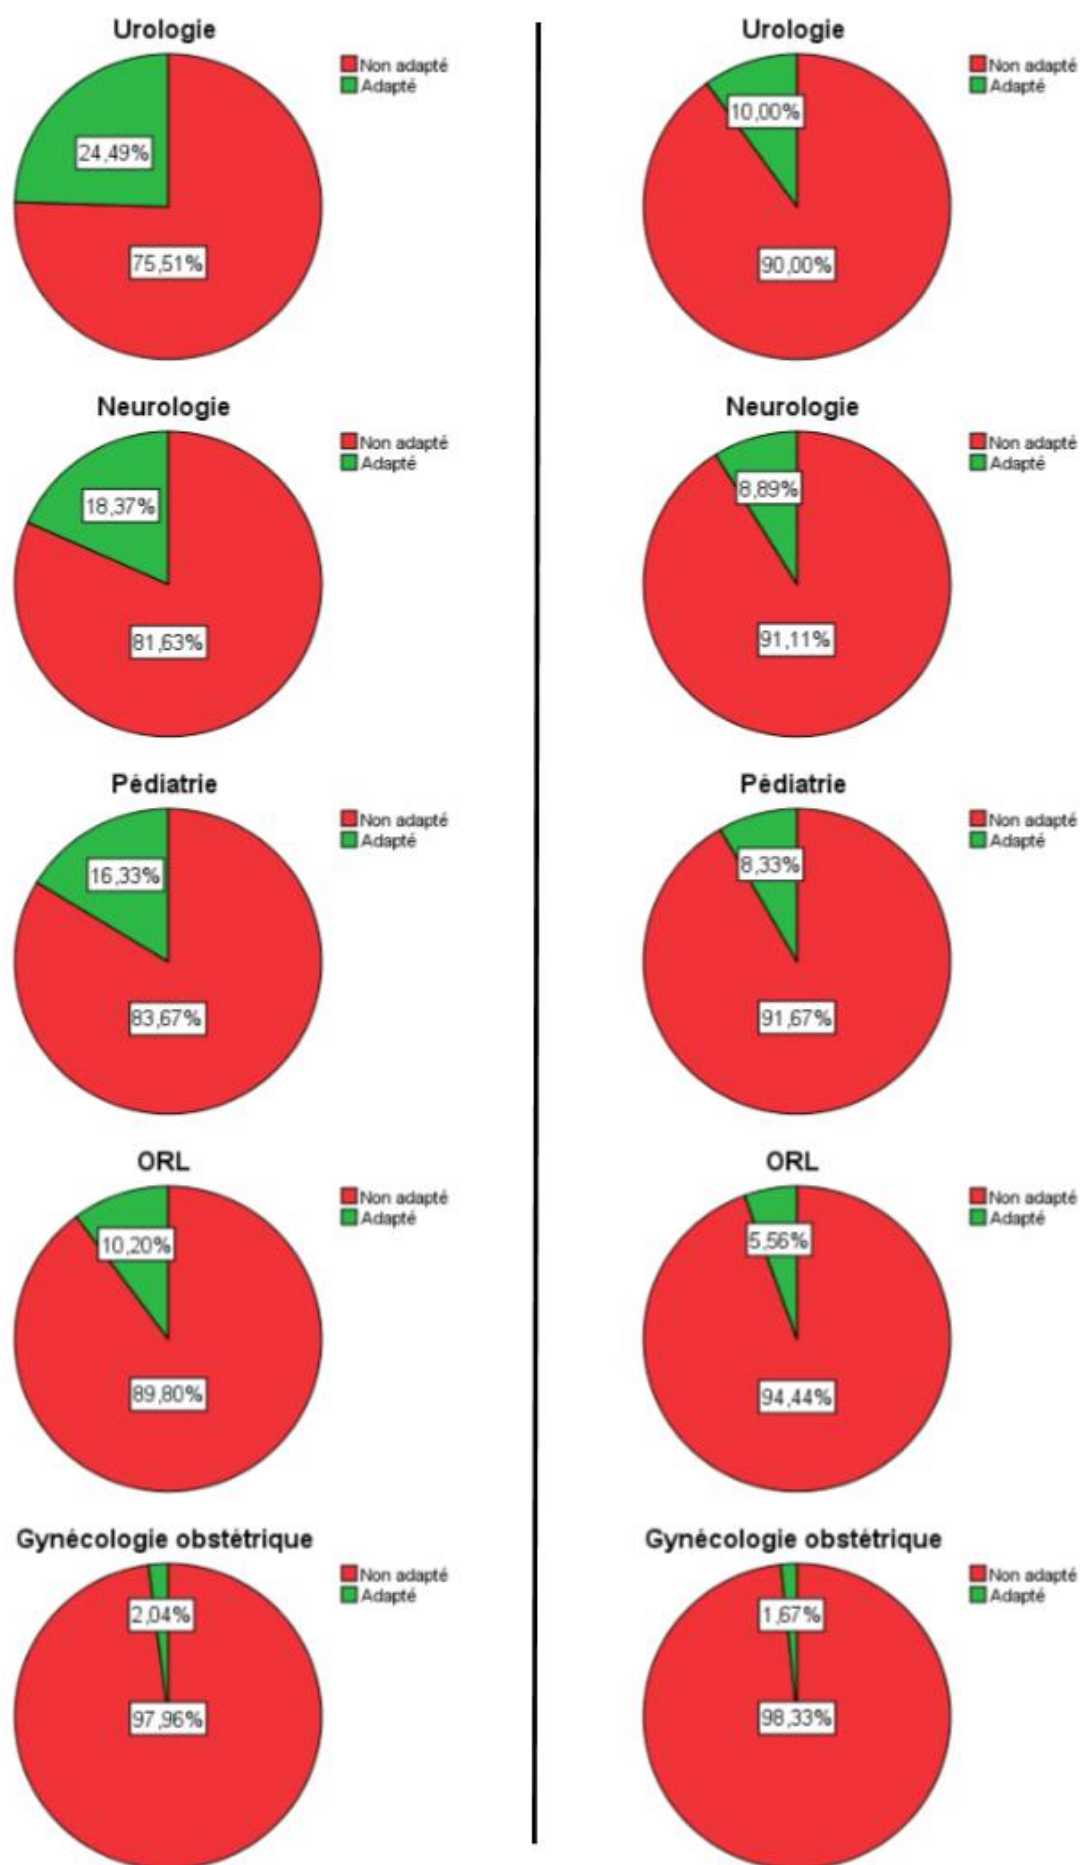 Urologie
Non adapté
Adapté
24,49%
75,51%
Neurologie
Non adapté
Adapté
18,37%
81,63%
Pédiatrie
Non adapté
Adapté
16,33%
83,67%
ORL
Non adapté
Adapté
10,20%
89,80%
Gynécologie obstétrique
Non adapté
Adapté
2,04%
97,96%
Urologie
Non adapté
Adapté
10,00%
90,00%
Neurologie
Non adapté
Adapté
8,89%
91,11%
Pédiatrie
Non adapté
Adapté
8,33%
91,67%
ORL
Non adapté
Adapté
5,56%
94,44%
Gynécologie obstétrique
Non adapté
Adapté
1,67%
98,33%